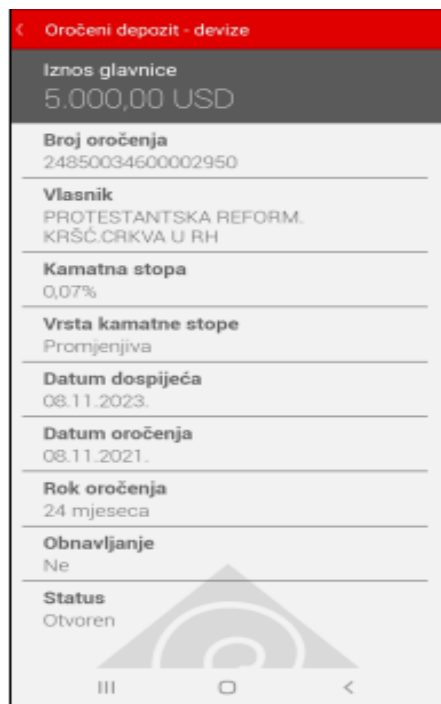 Oročeni depozit - devize
Iznos glavnice
5.000,00 USD
Broj oročenja
24850034600002950
Vlasnik
PROTESTANTSKA REFORM.
KRŠĆ.CRKVA U RH
Kamatna stopa
0,07%
Vrsta kamatne stope
Promjenjiva
Datum dospijeća
08.11.2023.
Datum oročenja
08.11.2021.
Rok oročenja
24 mjeseca
Obnavljanje
Ne
Status
Otvoren